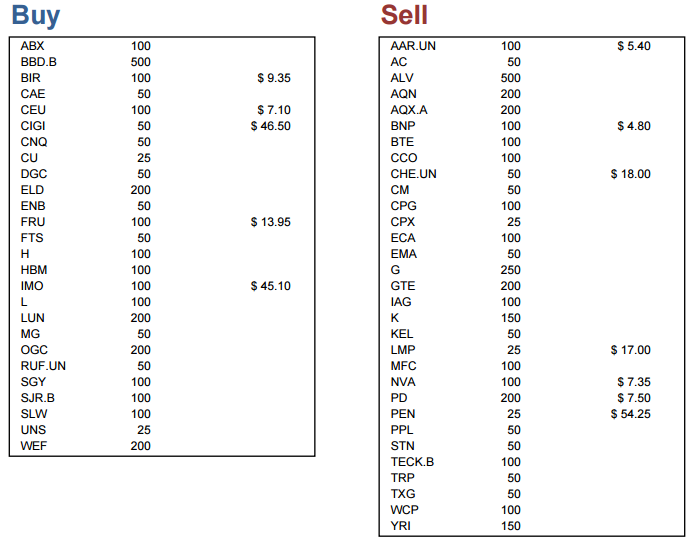 Buy
ABX 100
BBD.B 500
BIR 100 $ 9.35
CAE 50
CEU 100 $ 7.10
CIGI 50 $ 46.50
CNQ 50
CU 25
DGC 50
ELD 200
ENB 50
FRU 100 $ 13.95
FTS 50
H 100
HBM 100
IMO 100 $ 45.10
L 100
LUN 200
MG 50
OGC 200
RUF.UN 50
SGY 100
SJR.B 100
SLW 100
UNS 25
WEF 200
Sell
AAR.UN 100 $ 5.40
AC 50
ALV 500
AQN 200
AQX.A 200
BNP 100 $ 4.80
BTE 100
CCO 100
CHE.UN 50 $ 18.00
CM 50
CPG 100
CPX 25
ECA 100
EMA 50
G 250
GTE 200
IAG 100
K 150
KEL 50
LMP 25 $ 17.00
MFC 100
NVA 100 $ 7.35
PD 200 $ 7.50
PEN 25 $ 54.25
PPL 50
STN 50
TECK.B 100
TRP 50
TXG 50
WCP 100
YRI 150